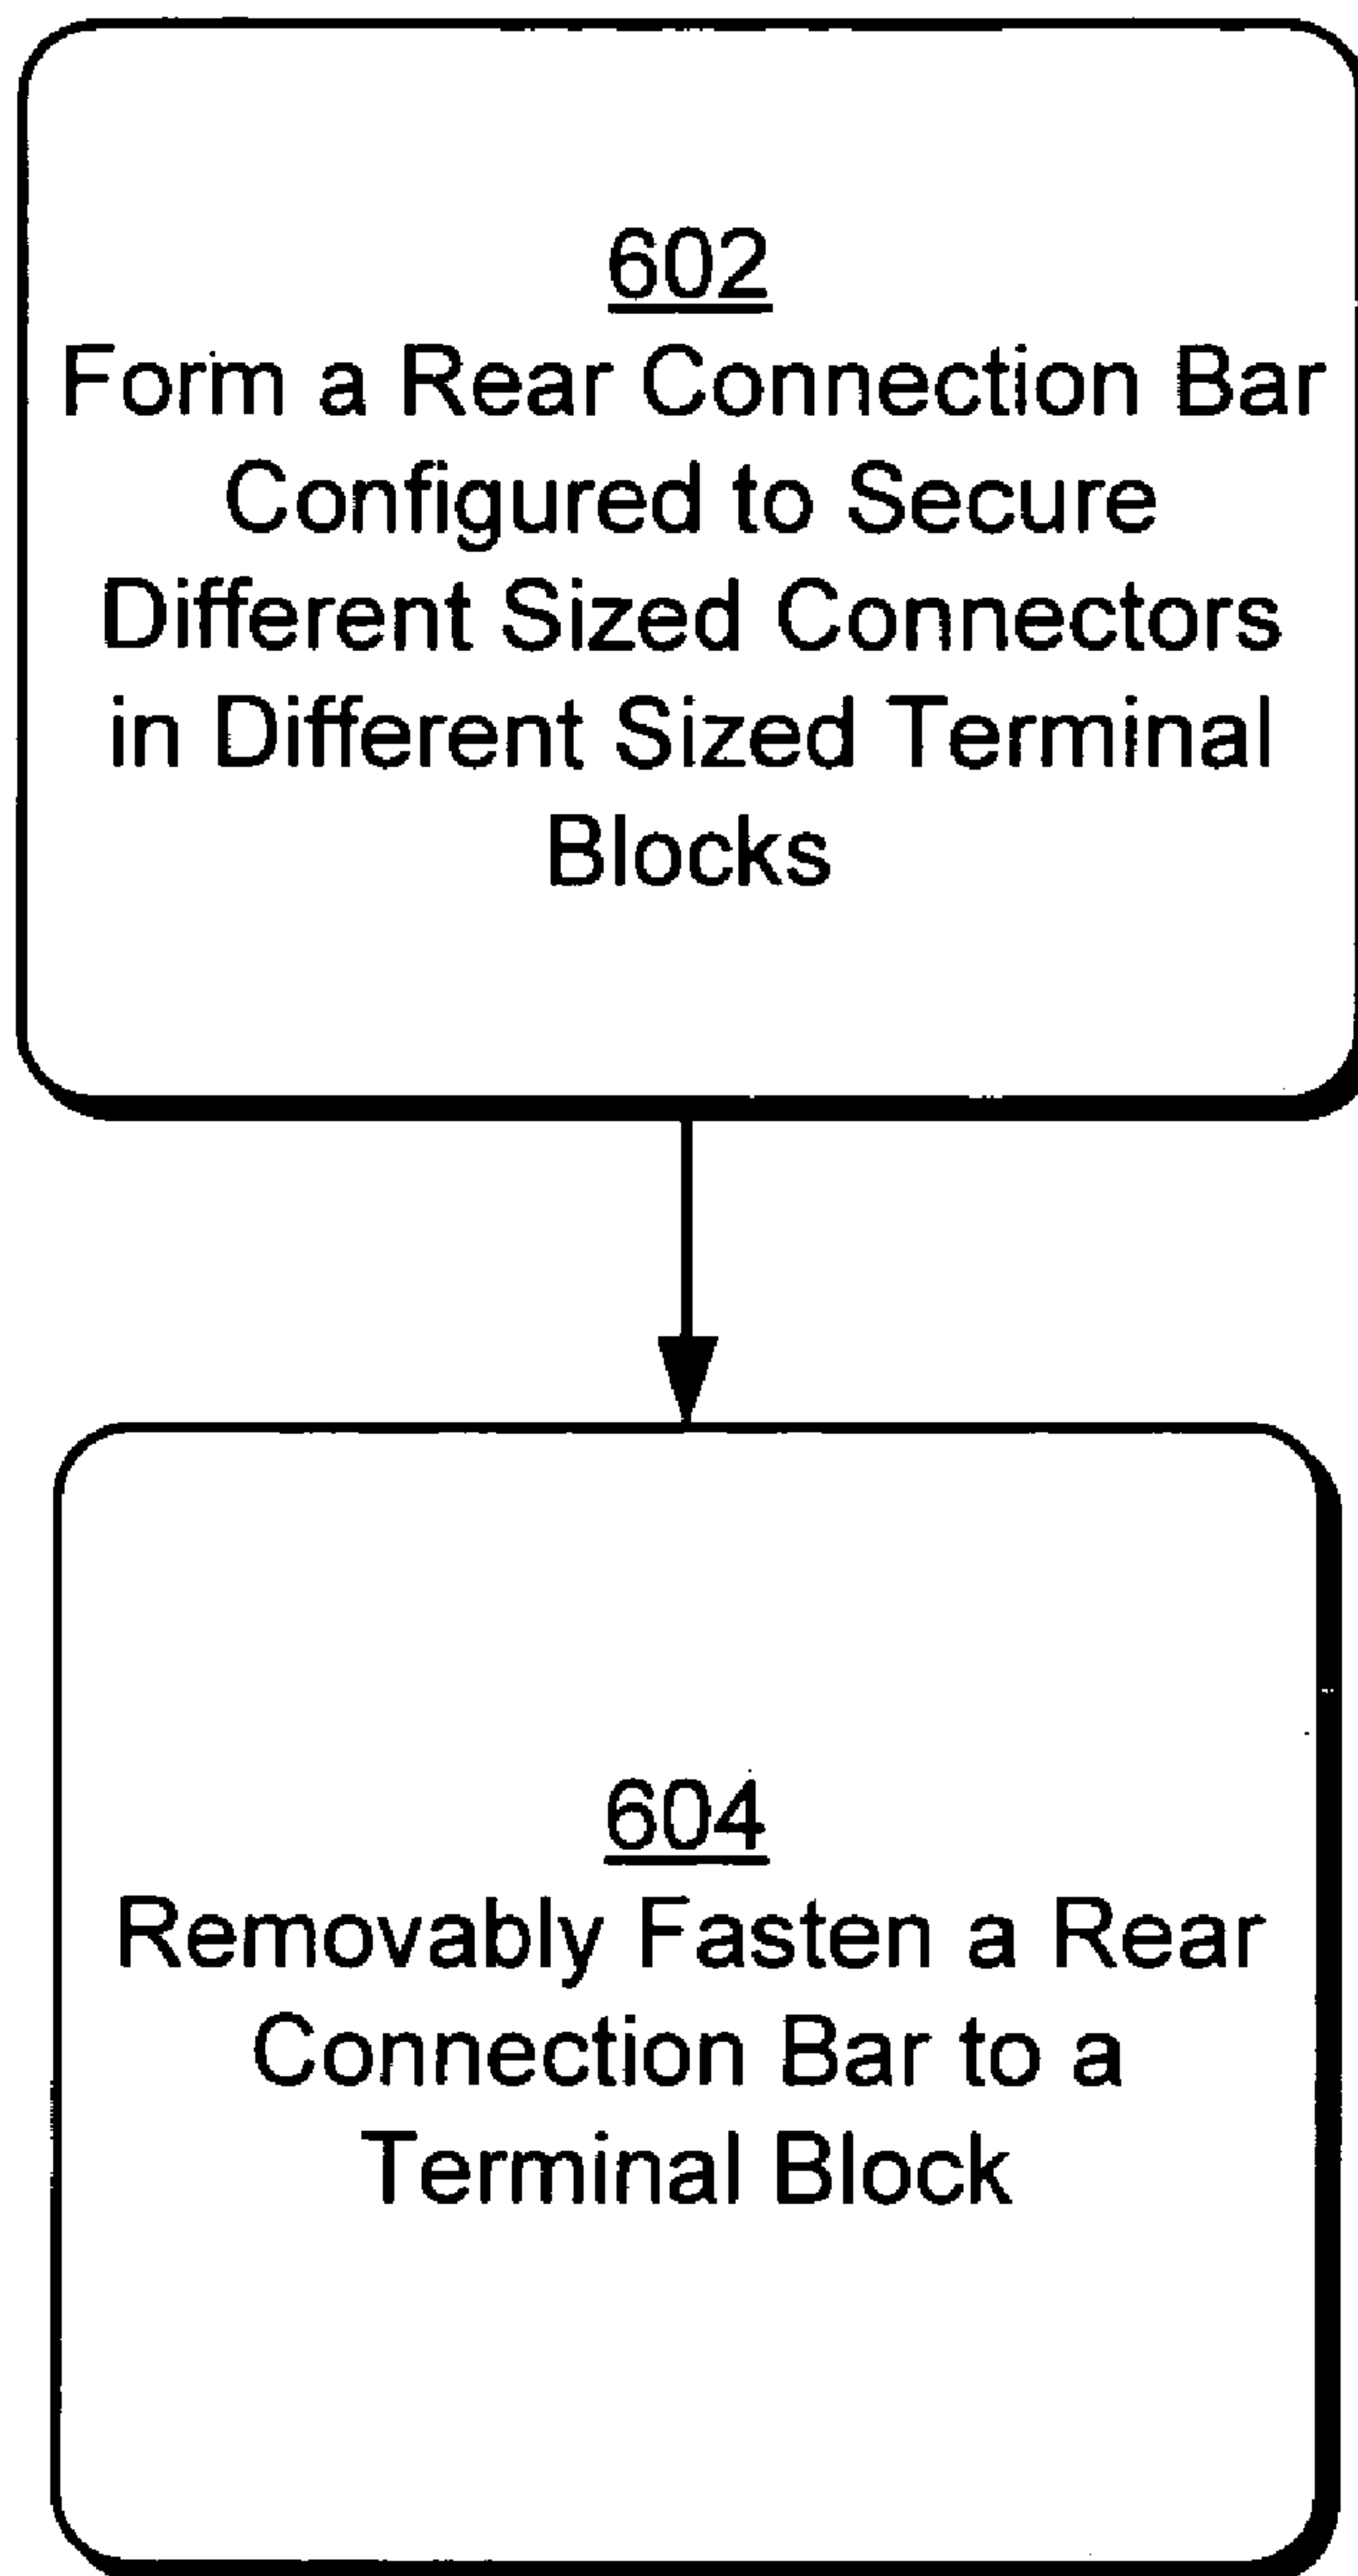 602
Form a Rear Connection Bar
Configured to Secure
Different Sized Connectors
in Different Sized Terminal
Blocks
604
Removably Fasten a Rear
Connection Bar to a
Terminal Block